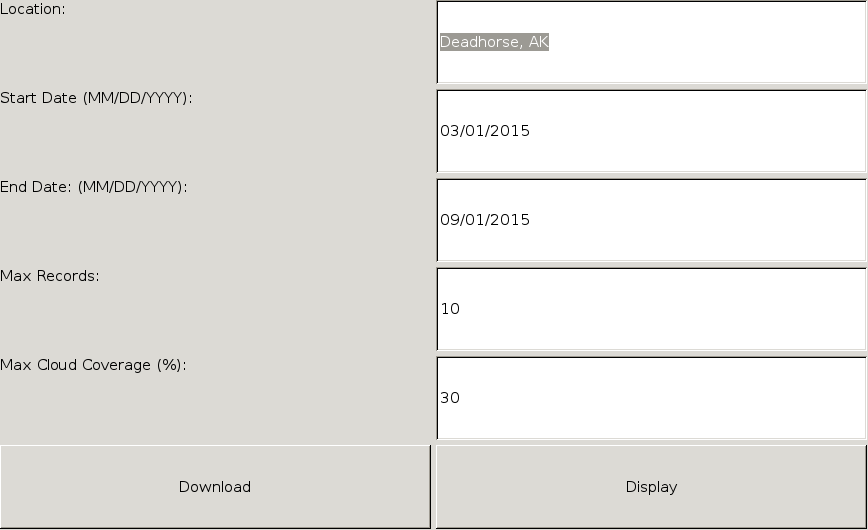 Location:
Deadhorse, AK
Start Date (MM/DD/YYYY):
03/01/2015
End Date: (MM/DD/YYYY):
09/01/2015
Max Records:
10
Max Cloud Coverage (%):
30
Download
Display